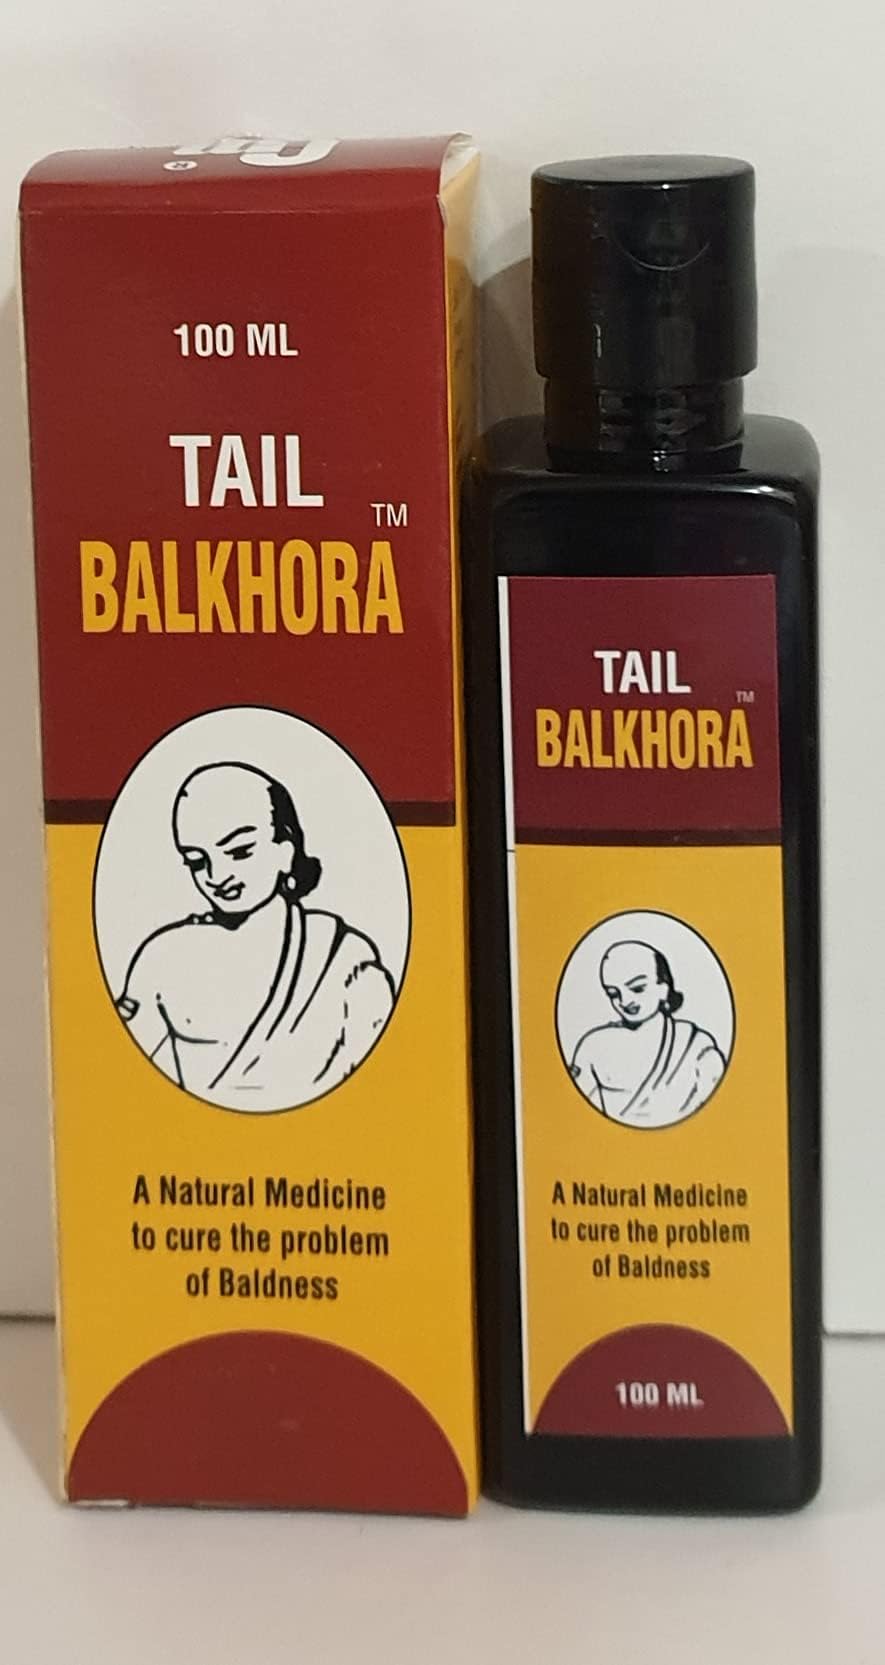 ®
100 ML
TAIL
TM
BALKHORA
A Natural Medicine
to cure the problem
of Baldness
TAIL
TM
BALKHORA
A Natural Medicine
to cure the problem
of Baldness
100 ML